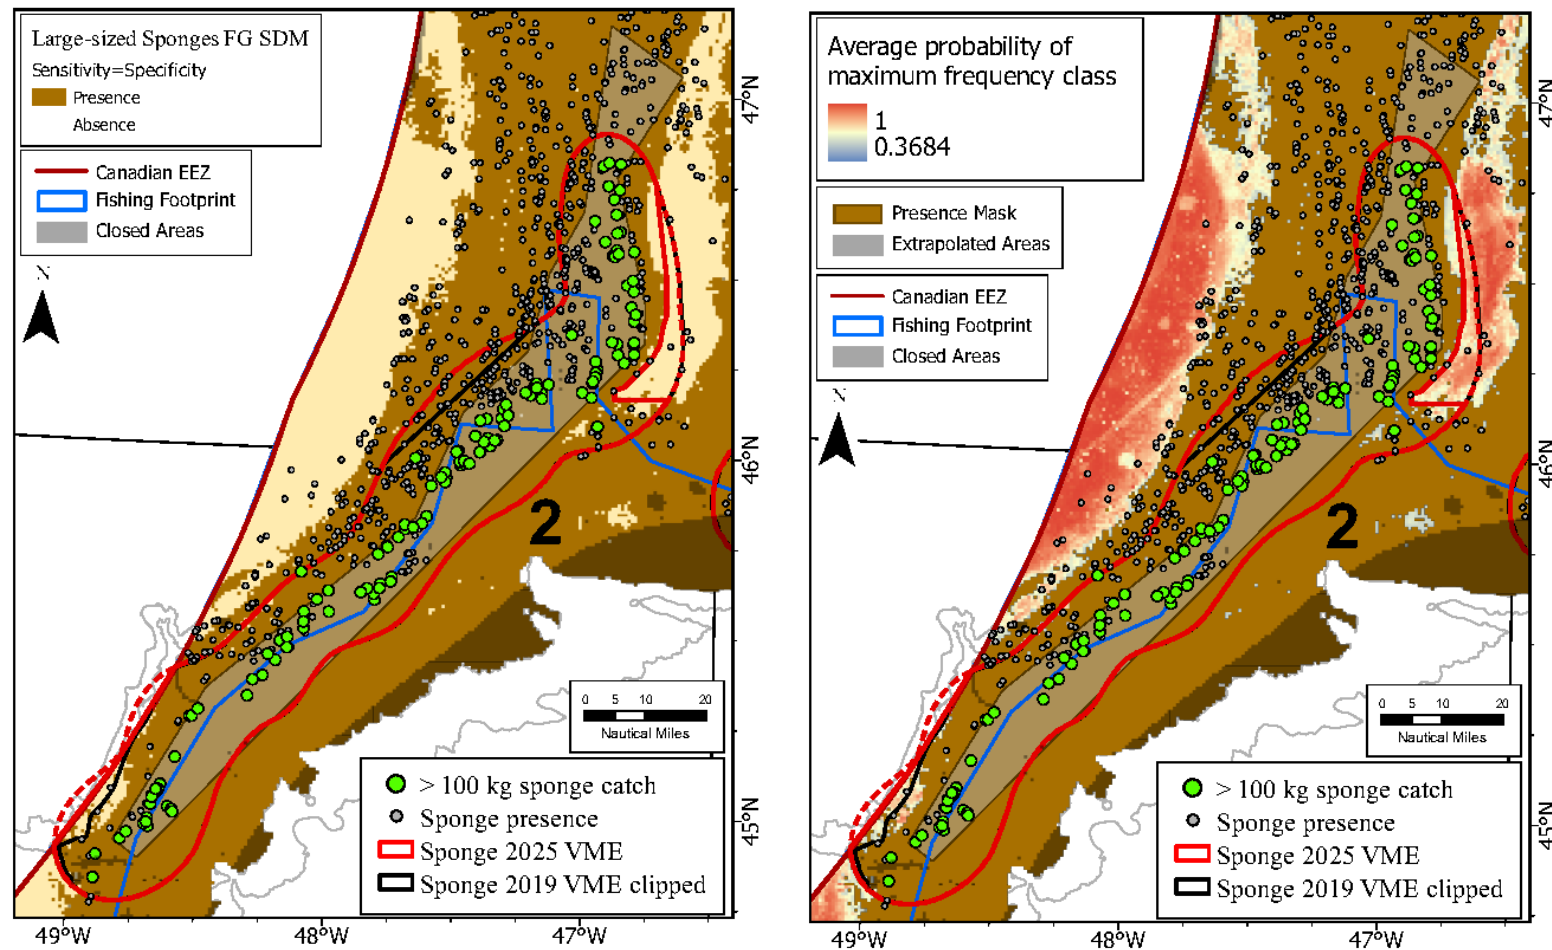 Large-sized Sponges FG SDM
Sensitivity=Specificity
Presence
Absence
Canadian EEZ
Fishing Footprint
Closed Areas
N
2
0 5 10 20
Nautical Miles
> 100 kg sponge catch
Sponge presence
Sponge 2025 VME
Sponge 2019 VME clipped
47°N
46°N
45°N
49°W 48°W 47°W
Average probability of
maximum frequency class
1
0.3684
Presence Mask
Extrapolated Areas
Canadian EEZ
Fishing Footprint
Closed Areas
N
2
0 5 10 20
Nautical Miles
> 100 kg sponge catch
Sponge presence
Sponge 2025 VME
Sponge 2019 VME clipped
47°N
46°N
45°N
49°W 48°W 47°W